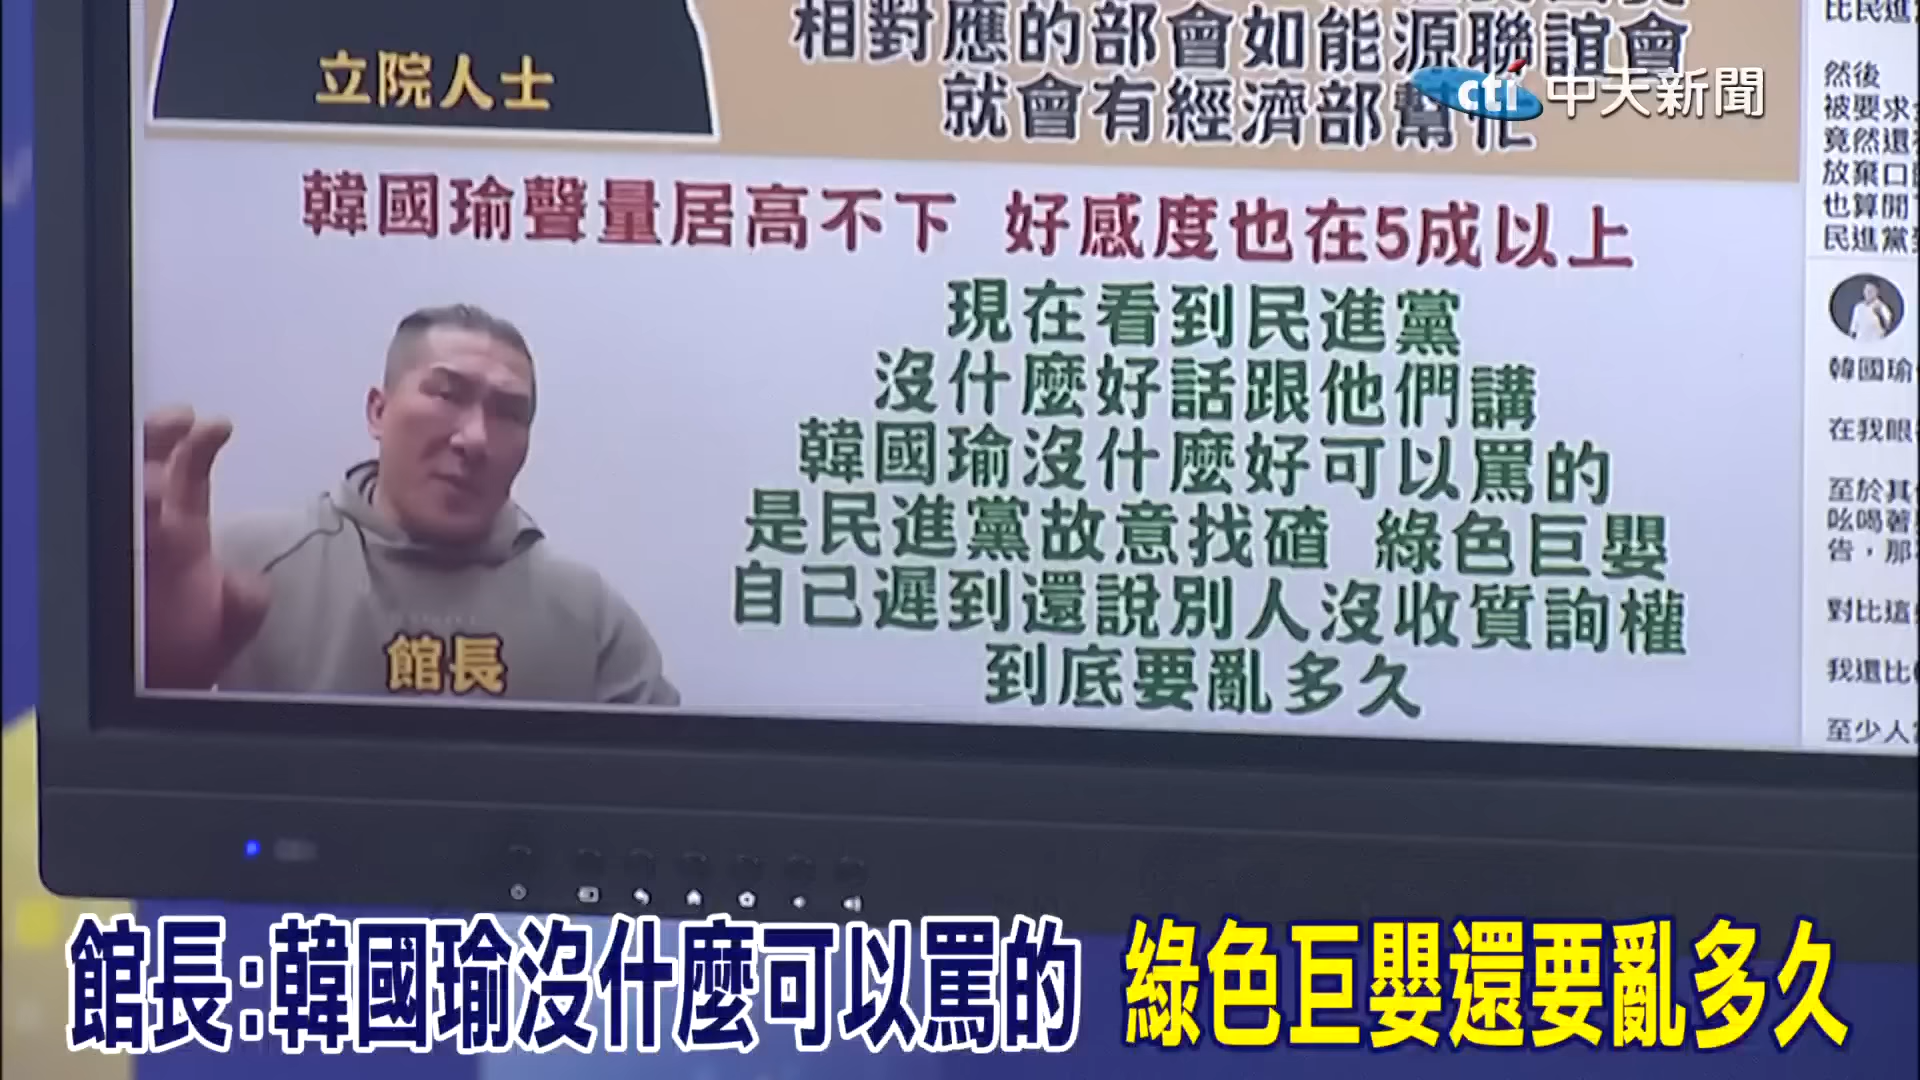 相對應的部會如能源聯誼會
就會有經濟部幫忙
立院人士
cti 中天新聞
韓國瑜聲量居高不下 好感度也在5成以上
現在看到民進黨
沒什麼好話跟他們講
韓國瑜沒什麼好可以罵的
是民進黨故意找碴 綠色巨嬰
自己遲到還說別人沒收質詢權
到底要亂多久
館長
比民進
然後
被要求
竟然還
放棄口
也算開
民進黨
韓國瑜
在我眼
至於其
吆喝著
告，那
對比這
我還比
至少人
館長:韓國瑜沒什麼可以罵的 綠色巨嬰還要亂多久